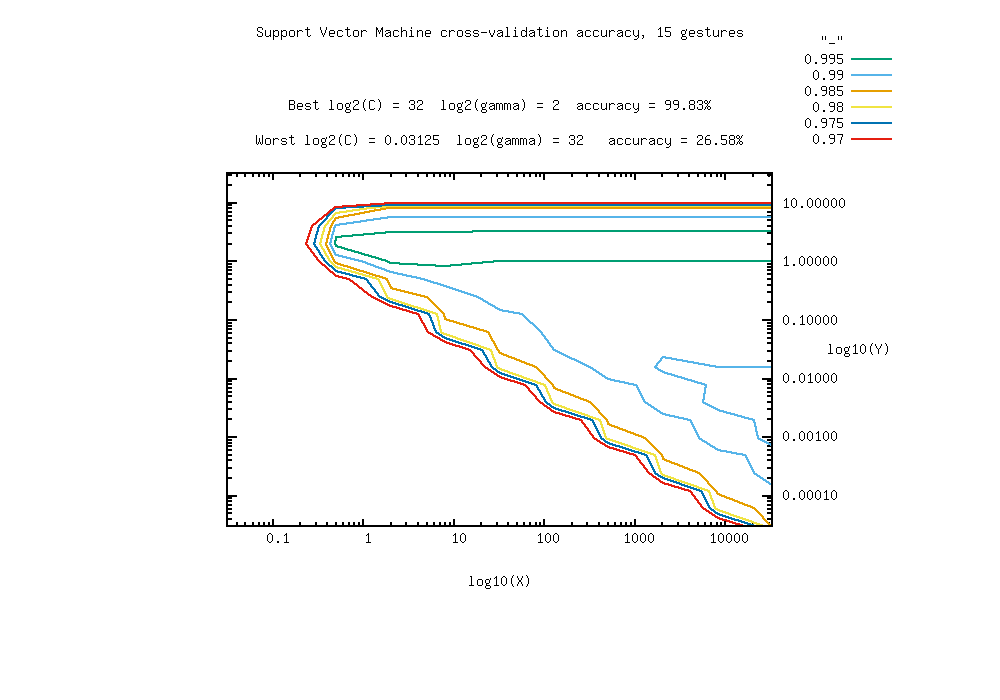 Support Vector Machine cross-validation accuracy, 15 gestures
"_"
0.995
0.99
0.985
0.98
0.975
0.97
Best log2(C) = 32 log2(gamma) = 2 accuracy = 99.83%
Worst log2(C) = 0.03125 log2(gamma) = 32 accuracy = 26.58%
10.00000
1.00000
0.10000
log10(Y)
0.01000
0.00100
0.00010
0.1 1 10 100 1000 10000
log10(X)